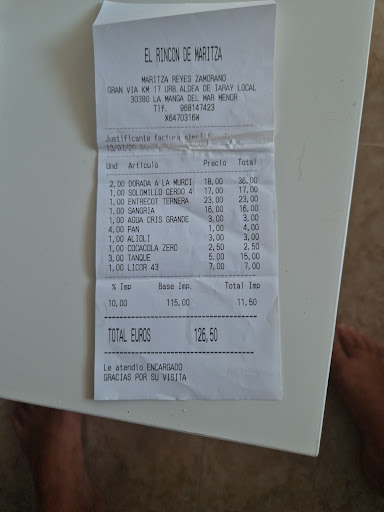 EL RINCON DE MARITZA
MARITZA REYES ZAMORANO
GRAN VIA KM 17 URB.ALDEA DE TARAY LOCAL
30380 LA MANGA DEL MAR MENOR
Tlf. 968147423
X6470316W
Justificante factura
Und Articulo Precio Total
2,00 DORADA A LA MURCI 18,00 36,00
1,00 SOLOMILLO CERDO 4 17,00 17,00
1,00 ENTRECOT TERNERA 23,00 23,00
1,00 SANGRIA 16,00 16,00
1,00 AGUA CRIS GRANDE 3,00 3,00
4,00 PAN 1,00 4,00
1,00 ALIOLI 3,00 3,00
1,00 COCACOLA ZERO 2,50 2,50
3,00 TANQUE 5,00 15,00
1,00 LICOR 43 7,00 7,00
% Imp Base Imp. Total Imp
10,00 115,00 11,50
TOTAL EUROS 126,50
Le atendio ENCARGADO
GRACIAS POR SU VISITA